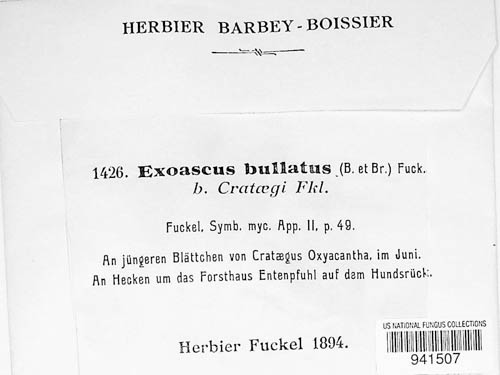 HERBIER BARBEY-BOISSIER
1426. Exoascus bullatus (B. et Br.) Fuck.
b. Cratægi Fkl.
Fuckel, Symb. myc. App. II, p. 49.
An jüngeren Blättchen von Cratægus Oxyacantha, im Juni.
An Hecken um das Forsthaus Entenpfuhl auf dem Hundsrück.
Herbier Fuckel 1894.
US NATIONAL FUNGUS COLLECTIONS
941507